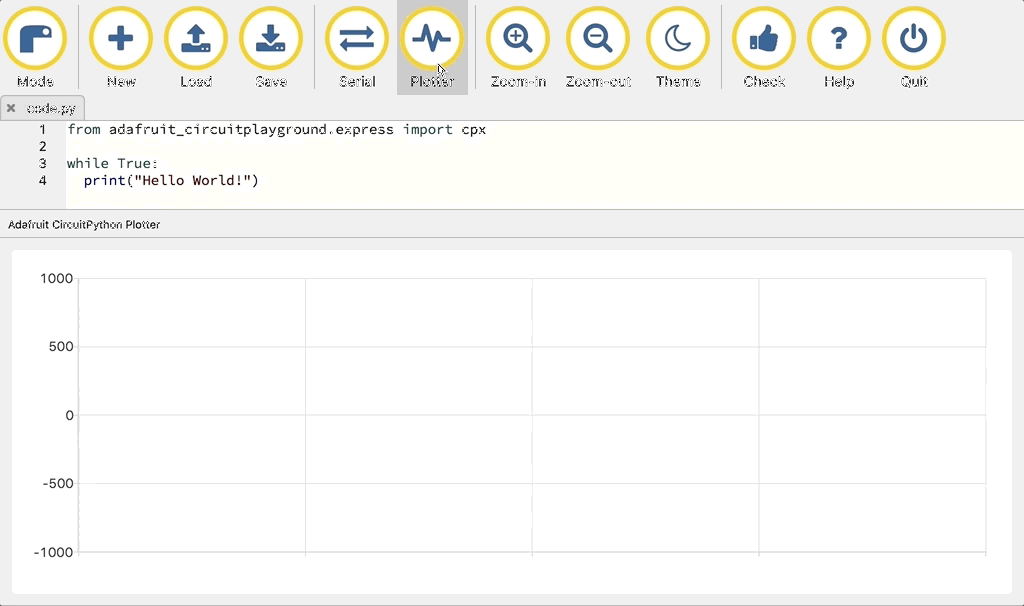 Mode New Load Save Serial Plotter Zoom-in Zoom-out Theme Check Help Quit
code.py
1 from adafruit_circuitplayground.express import cpx
2
3 while True:
4 print("Hello World!")
Adafruit CircuitPython Plotter
1000
500
0
-500
-1000